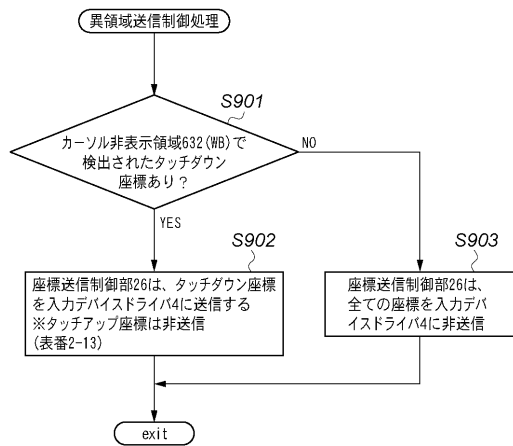 異領域送信制御処理
S901
カーソル非表示領域632(WB)で
検出されたタッチダウン
座標あり?
NO
YES
S902
座標送信制御部26は、タッチダウン座標
を入力デバイスドライバ4に送信する
※タッチアップ座標は非送信
(表番2-13)
S903
座標送信制御部26は、
全ての座標を入力デバ
イスドライバ4に非送信
exit